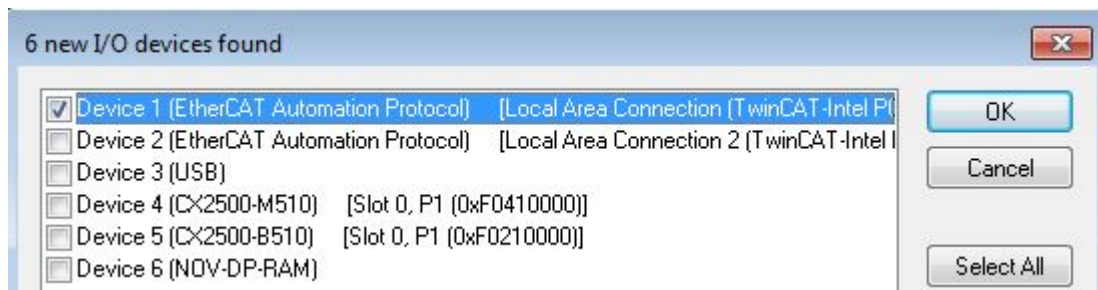 6 new I/O devices found
Device 1 (EtherCAT Automation Protocol) [Local Area Connection (TwinCAT-Intel P(
Device 2 (EtherCAT Automation Protocol) [Local Area Connection 2 (TwinCAT-Intel I
Device 3 (USB)
Device 4 (CX2500-M510) [Slot 0, P1 (0xF0410000)]
Device 5 (CX2500-B510) [Slot 0, P1 (0xF0210000)]
Device 6 (NOV-DP-RAM)
OK
Cancel
Select All